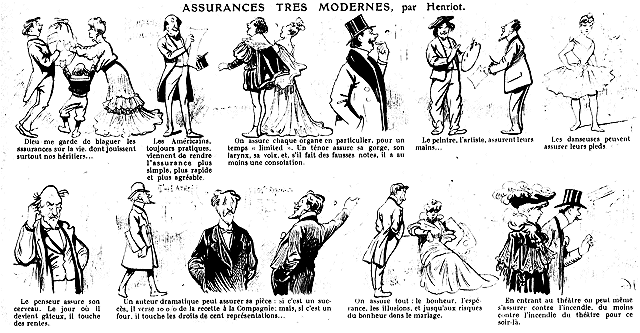 ASSURANCES TRES MODERNES, par Henriot.
Dieu me garde de blaguer les
assurances sur la vie, dont jouissent
surtout nos héritiers...
Les Américains,
toujours pratiques,
viennent de rendre
l'assurance plus
simple, plus rapide
et plus agréable.
On assure chaque organe en particulier, pour un
temps « limited ». Un ténor assure sa gorge, son
larynx, sa voix, et, s'il fait des fausses notes, il a au
moins une consolation.
Le peintre, l'artiste, assurent leurs
mains...
Les danseuses peuvent
assurer leurs pieds
Le penseur assure son
cerveau. Le jour où il
devient gâteux, il touche
des rentes.
Un auteur dramatique peut assurer sa pièce : si c'est un suc-
cès, il verse 10 0/0 de la recette à la Compagnie; mais, si c'est un
four, il touche les droits de cent représentations...
On assure tout : le bonheur, l'espé-
rance, les illusions, et jusqu'aux risques
du bonheur dans le mariage.
En entrant au théâtre on peut même
s'assurer contre l'incendie, du moins
contre l'incendie du théâtre pour ce
soir-là.